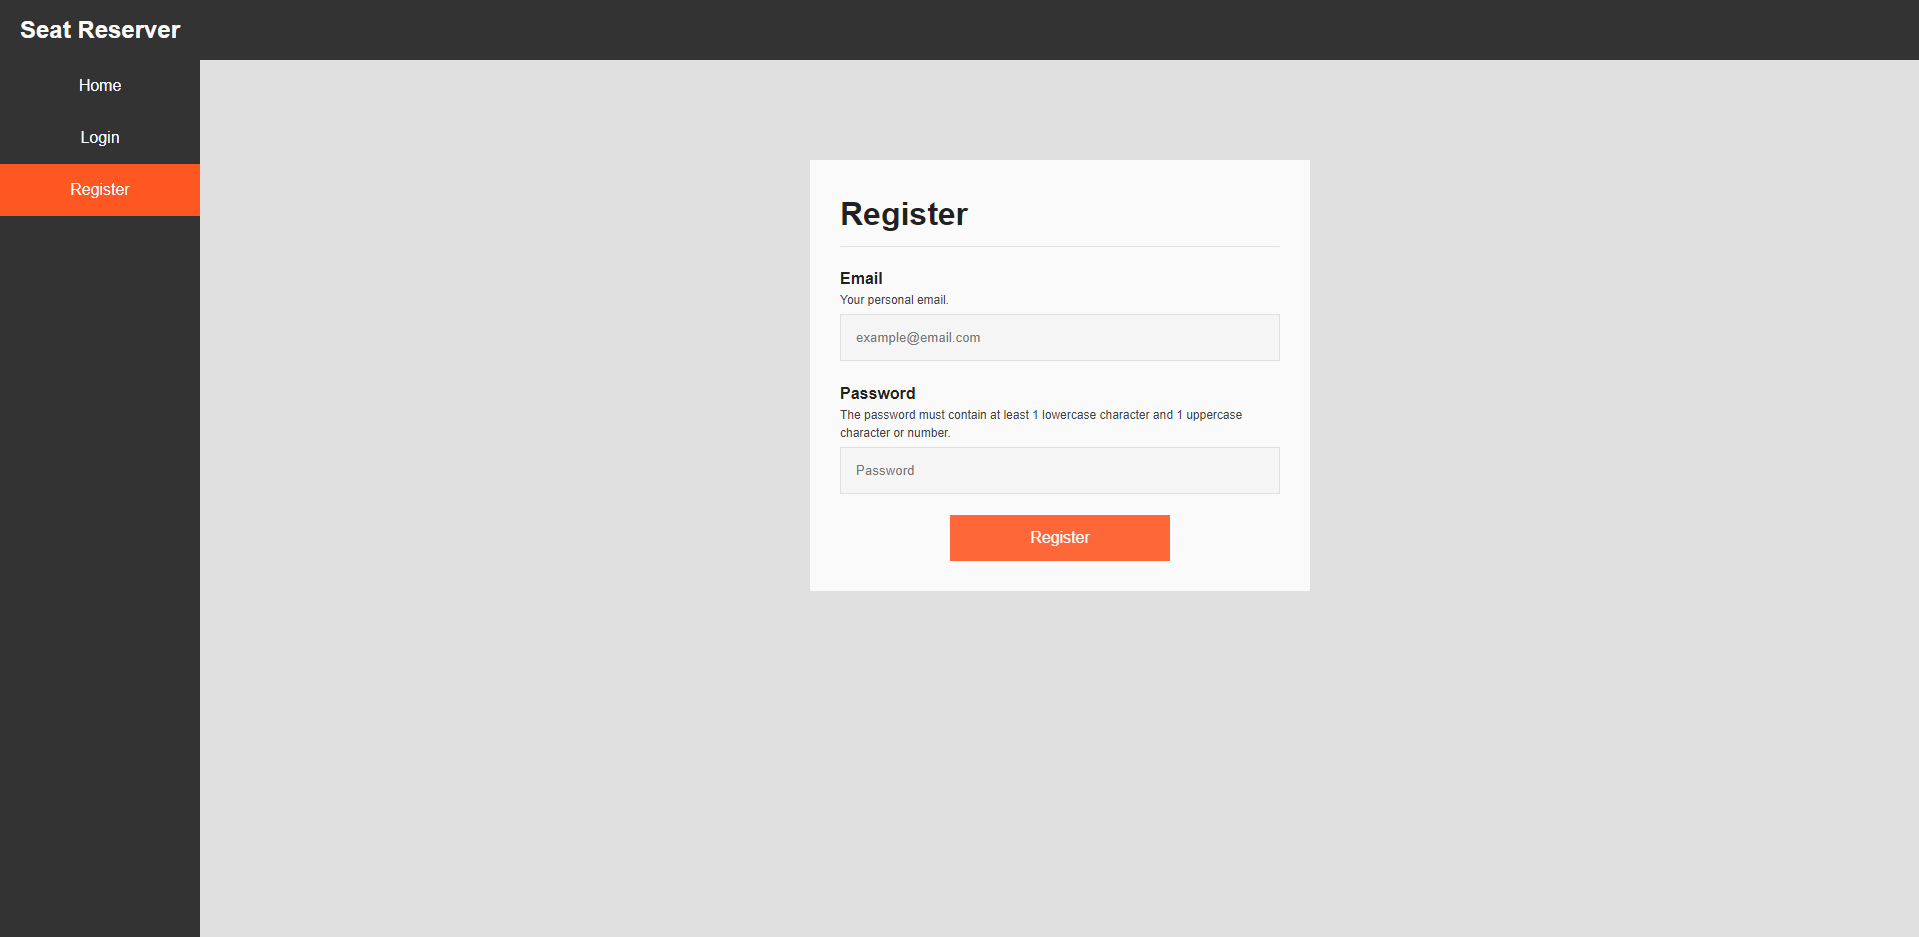 Seat Reserver
Home
Login
Register
Register
Email
Your personal email.
example@email.com
Password
The password must contain at least 1 lowercase character and 1 uppercase
character or number.
Password
Register